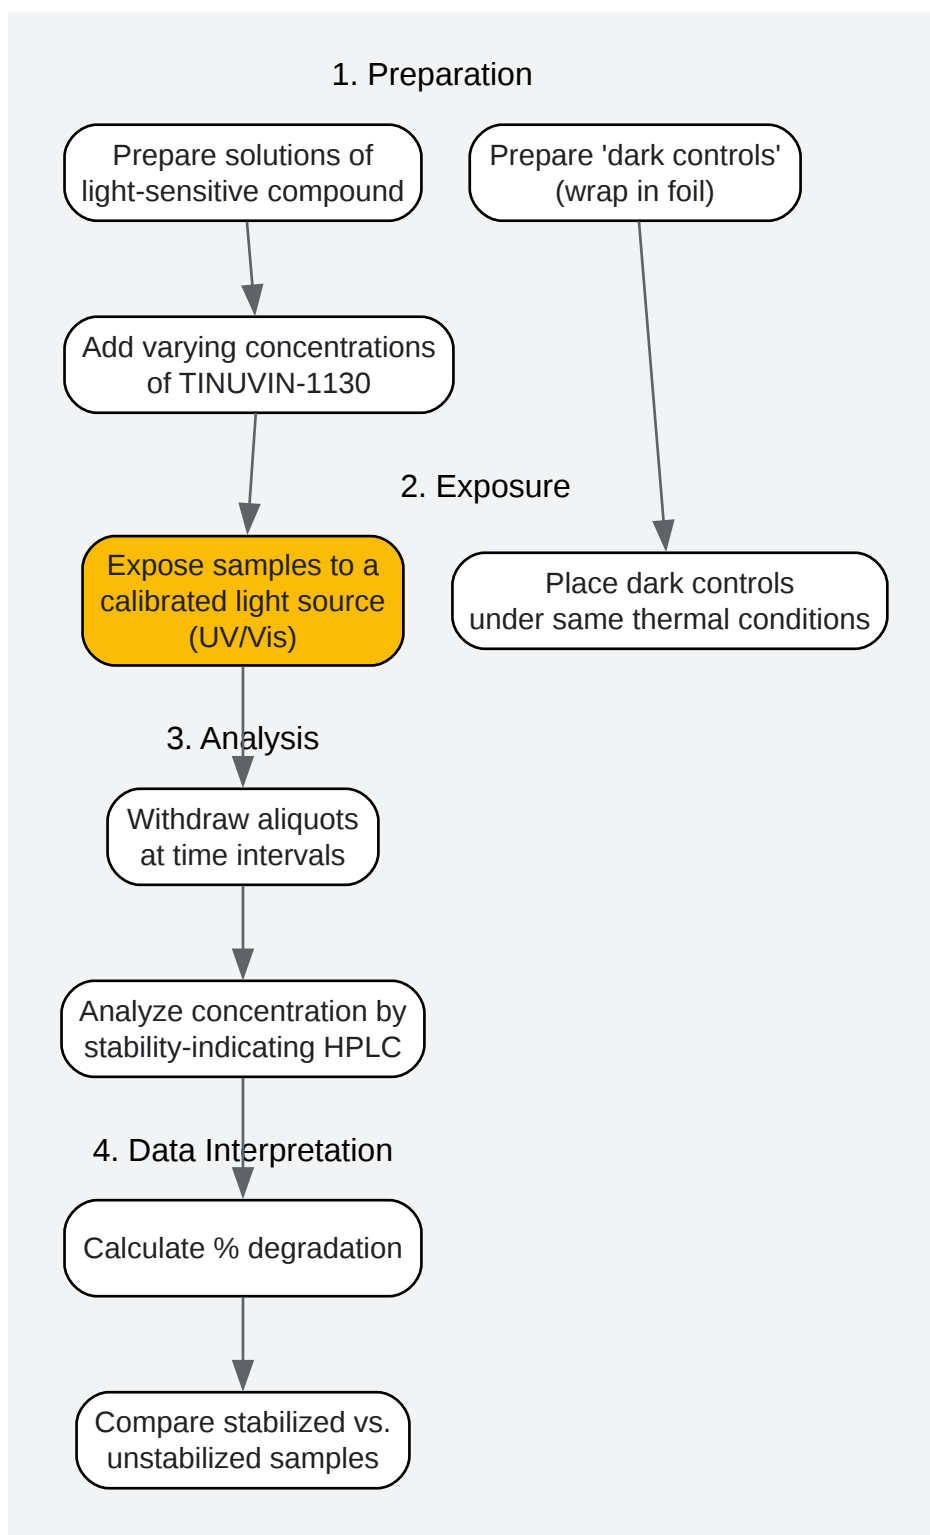 1. Preparation
Prepare solutions of
light-sensitive compound
Prepare 'dark controls'
(wrap in foil)
Add varying concentrations
of TINUVIN-1130
2. Exposure
Expose samples to a
calibrated light source
(UV/Vis)
Place dark controls
under same thermal conditions
3. Analysis
Withdraw aliquots
at time intervals
Analyze concentration by
stability-indicating HPLC
4. Data Interpretation
Calculate % degradation
Compare stabilized vs.
unstabilized samples